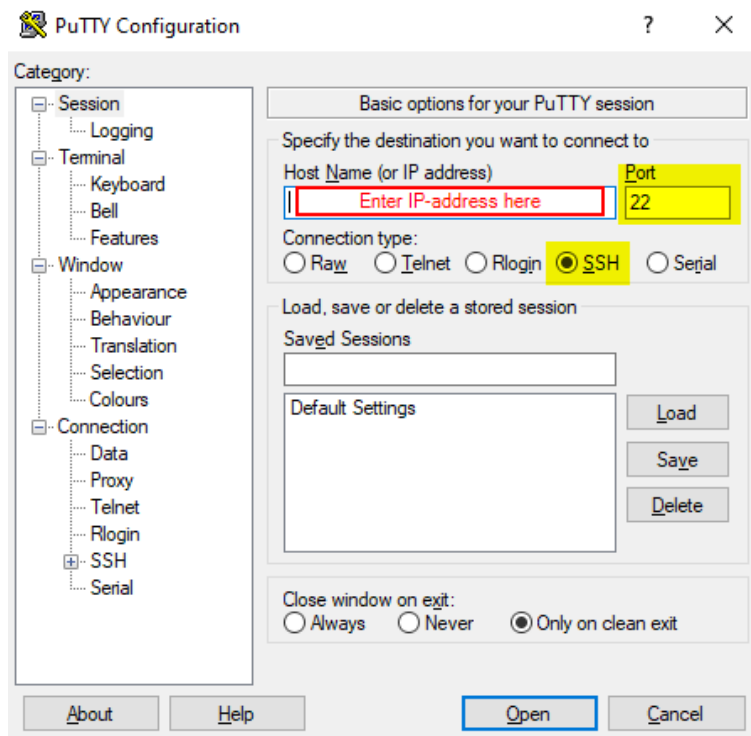 PuTTY Configuration ? ×
Category:
Session
Logging
Terminal
Keyboard
Bell
Features
Window
Appearance
Behaviour
Translation
Selection
Colours
Connection
Data
Proxy
Telnet
Rlogin
SSH
Serial
Basic options for your PuTTY session
Specify the destination you want to connect to
Host Name (or IP address) Port
Enter IP-address here 22
Connection type:
Raw Telnet Rlogin SSH Serial
Load, save or delete a stored session
Saved Sessions
Default Settings
Load
Save
Delete
Close window on exit:
Always Never Only on clean exit
About Help Open Cancel